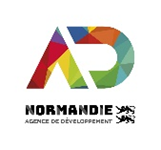 AD
NORMANDIE
AGENCE DE DÉVELOPPEMENT